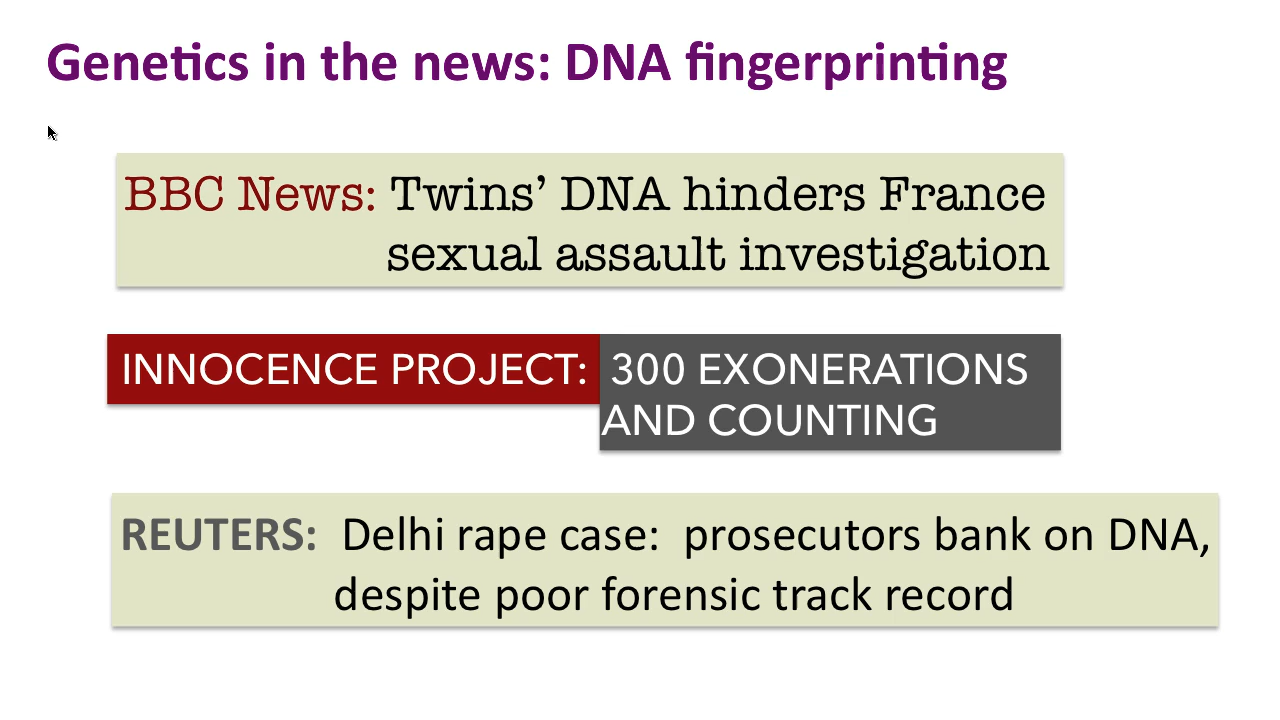 Genetics in the news: DNA fingerprinting
BBC News: Twins’ DNA hinders France
sexual assault investigation
INNOCENCE PROJECT: 300 EXONERATIONS
AND COUNTING
REUTERS: Delhi rape case: prosecutors bank on DNA,
despite poor forensic track record